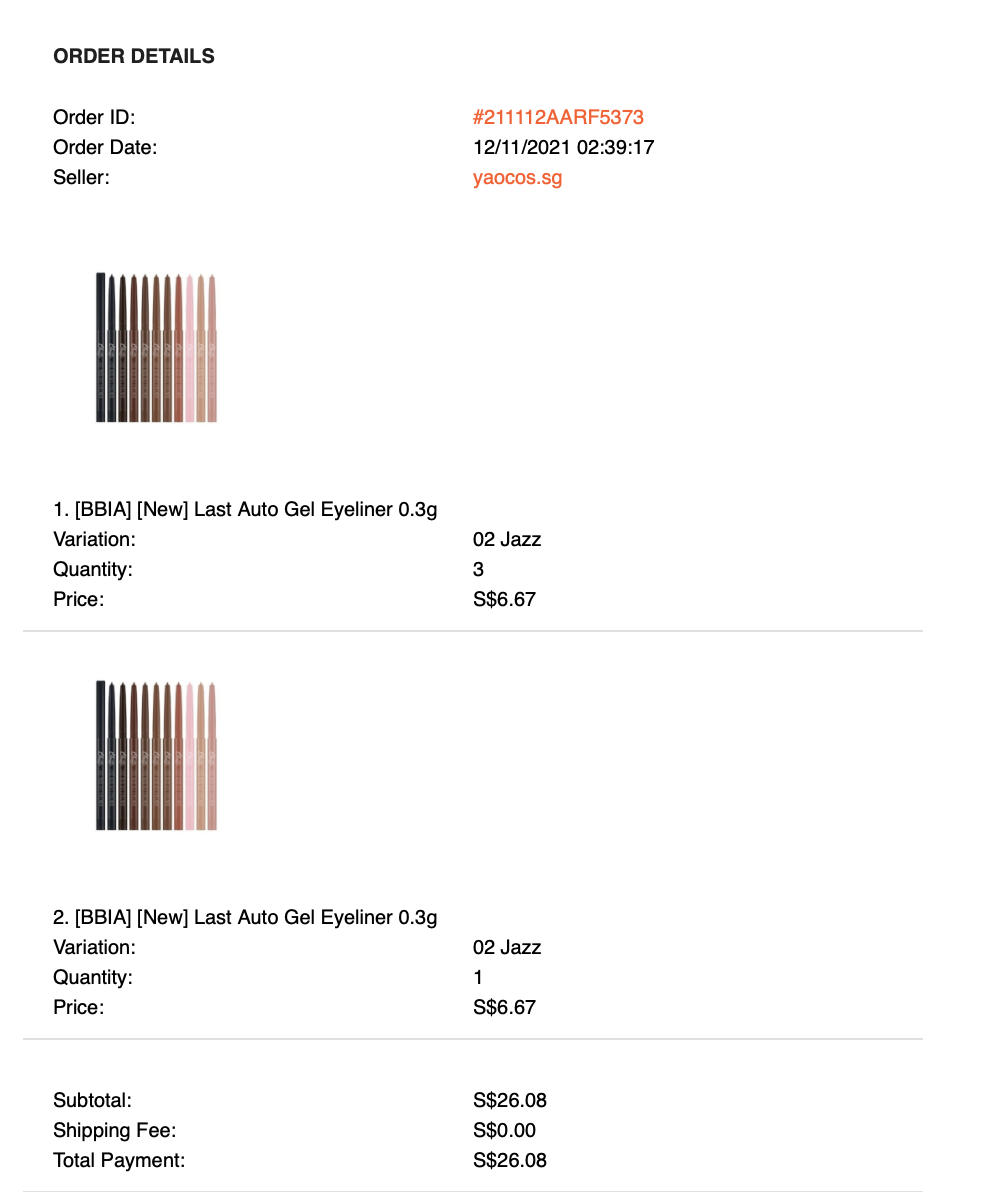 ORDER DETAILS
Order ID: #211112AARF5373
Order Date: 12/11/2021 02:39:17
Seller: yaocos.sg
1. [BBIA] [New] Last Auto Gel Eyeliner 0.3g
Variation: 02 Jazz
Quantity: 3
Price: S$6.67
2. [BBIA] [New] Last Auto Gel Eyeliner 0.3g
Variation: 02 Jazz
Quantity: 1
Price: S$6.67
Subtotal: S$26.08
Shipping Fee: S$0.00
Total Payment: S$26.08